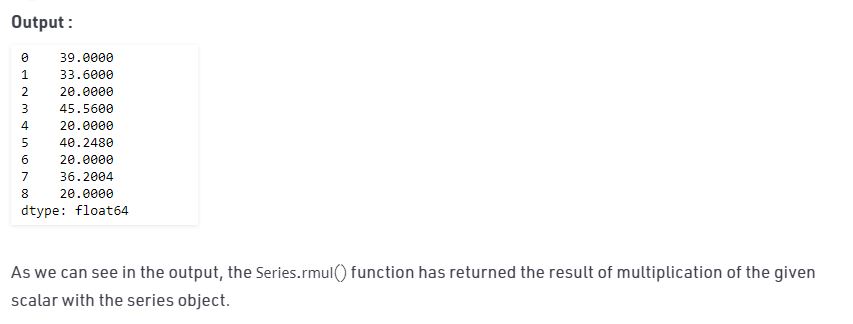 Output :
0    39.0000
1    33.6000
2    20.0000
3    45.5600
4    20.0000
5    40.2480
6    20.0000
7    36.2004
8    20.0000
dtype: float64
As we can see in the output, the Series.rmul() function has returned the result of multiplication of the given
scalar with the series object.